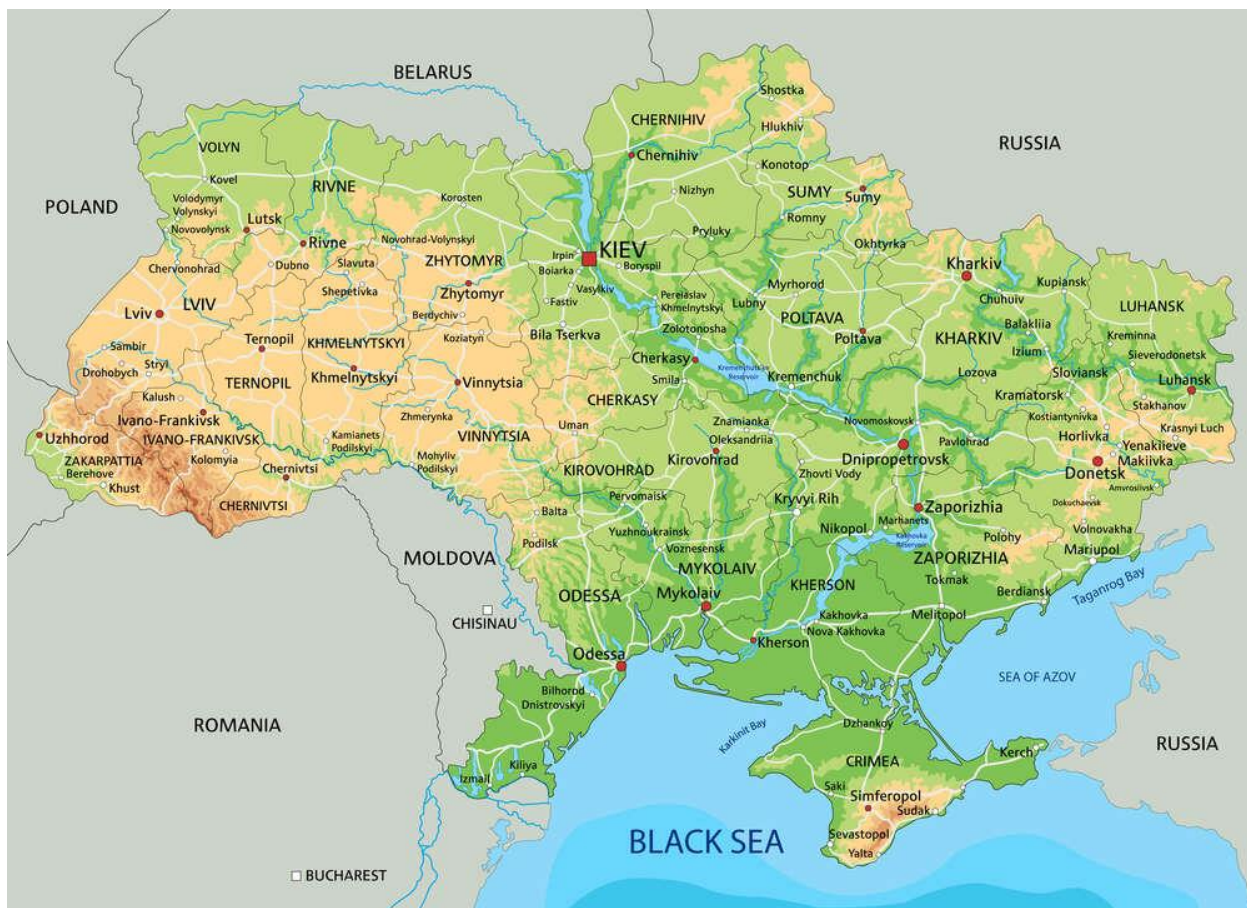 BELARUS
RUSSIA
POLAND
Shostka
CHERNIHIV
Hlukhiv
Chernihiv
VOLYN
Kovel
RIVNE
Konotop
SUMY
Sumy
Nizhyn
Volodymyr
Volynskyi
Korosten
Romny
Novovolynsk
Lutsk
Pryluky
Rivne
Novohrad-Volynskyi
Okhtyrka
KIEV
Irpin
Boryspil
Boiarka
Chervonohrad
Dubno
Slavuta
ZHYTOMYR
Kharkiv
Zhytomyr
Vasylkiv
Fastiv
Shepetivka
Pereiaslav
Khmelnytskyi
Lubny
Myrhorod
Chuhuiv
Kupiansk
LUHANSK
LVIV
Lviv
Berdychiv
POLTAVA
Poltava
Balakliia
KHARKIV
Kreminna
Bila Tserkva
Zolotonosha
Ternopil
KHMELNYTSKYI
Koziatyn
Izium
Sieverodonetsk
Sambir
Stryl
Drohobych
Cherkasy
Kremenchutske
Reservoir
Khmelnytskyi
Vinnytsia
TERNOPIL
Smila
Kremenchuk
Lozova
Sloviansk
Luhansk
Kalush
CHERKASY
Kramatorsk
Stakhanov
Ivano-Frankivsk
Zhmerynka
Kostiantynivka
Znamianka
Novomoskovsk
Uman
Krasnyi Luch
Uzhhorod
IVANO-FRANKIVSK
Kamianets
Podilskyi
VINNYTSIA
Oleksandriia
Pavlohrad
Horlivka
Yenakiieve
Makiivka
ZAKARPATTIA
Kolomyia
Mohyliv
Podilskyi
Kirovohrad
Dnipropetrovsk
Donetsk
Berehove
Chernivtsi
KIROVOHRAD
Zhovti Vody
Khust
Amvrosiivsk
CHERNIVTSI
Pervomaisk
Kryvyi Rih
Dokuchaevsk
Zaporizhia
Balta
Nikopol
Marhanets
Volnovakha
Yuzhnoukrainsk
Podilsk
Kakhovka
Reservoir
Polohy
Voznesensk
Mariupol
MOLDOVA
MYKOLAIV
ZAPORIZHIA
KHERSON
Tokmak
Taganrog Bay
ODESSA
Mykolaiv
Berdiansk
CHISINAU
Kakhovka
Melitopol
Nova Kakhovka
Kherson
Odessa
SEA OF AZOV
Bilhorod
Dnistrovskyi
ROMANIA
Karkinit Bay
Dzhankoy
RUSSIA
Kerch
CRIMEA
Kiliya
Izmail
Saki
Simferopol
Sudak
BLACK SEA
Sevastopol
Yalta
BUCHAREST